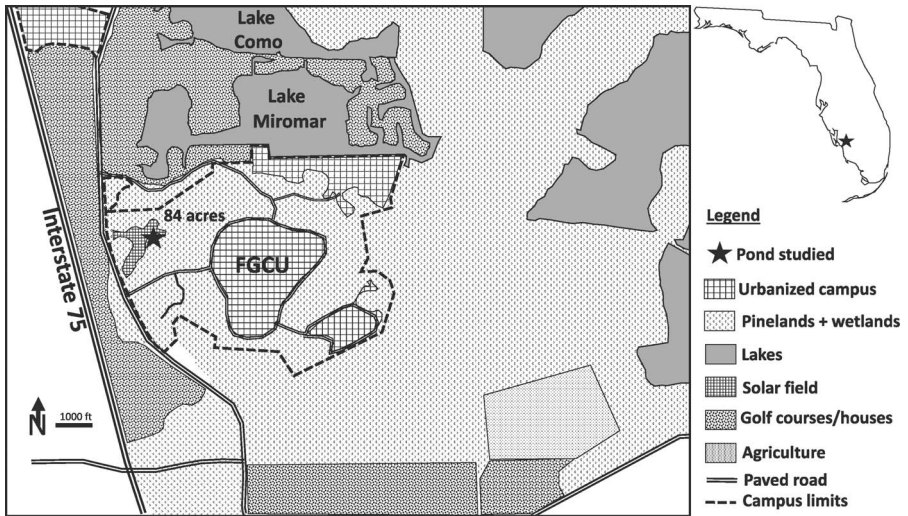 Lake
Como
Lake
Miromar
84 acres
FGCU
Interstate 75
N
1000 ft
Legend
Pond studied
Urbanized campus
Pinelands + wetlands
Lakes
Solar field
Golf courses/houses
Agriculture
Paved road
Campus limits